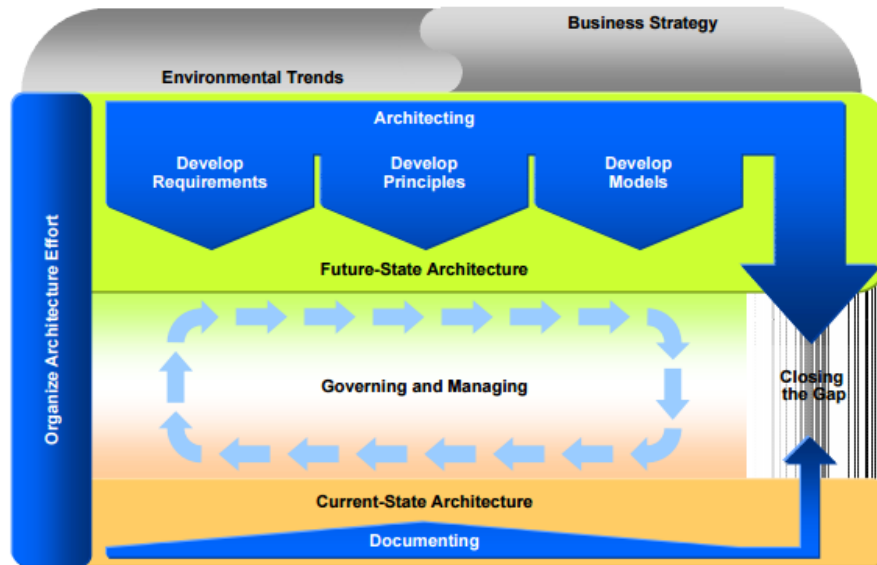 Business Strategy
Environmental Trends
Organize Architecture Effort
Architecting
Develop
Requirements
Develop
Principles
Develop
Models
Future-State Architecture
Governing and Managing
Closing
the Gap
Current-State Architecture
Documenting